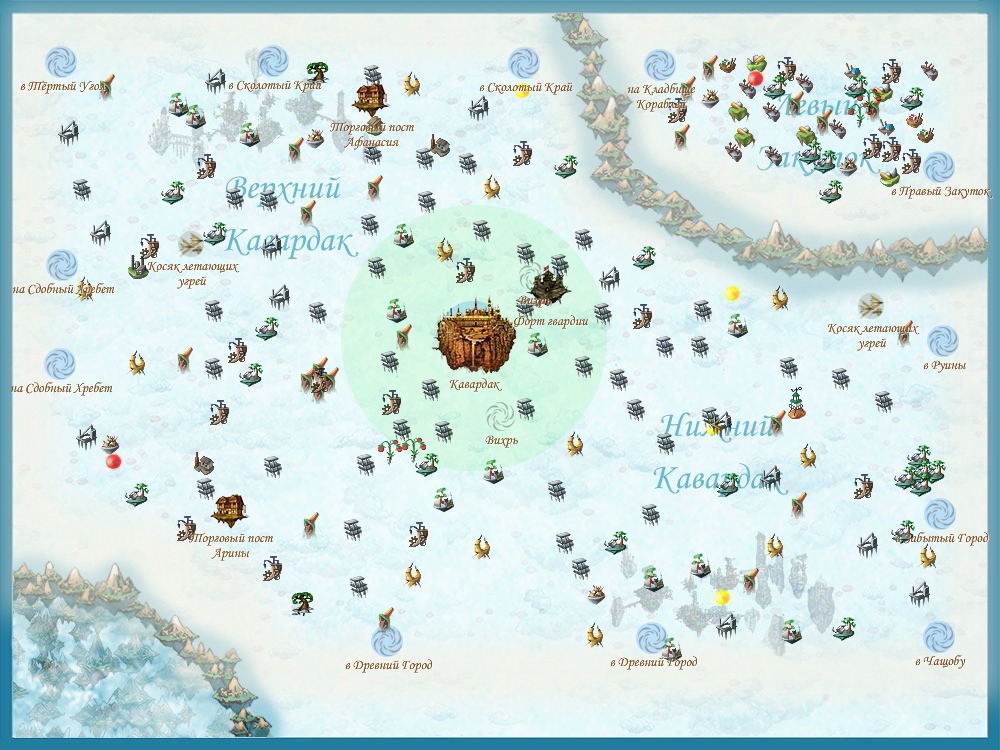 в Тёртый Угол
в Сколотый Край
в Сколотый Край
на Кладбище
Кораблей
Левый
Закуток
в Правый Закуток
Торговый пост
Афанасия
Верхний
Кавардак
Косяк летающих
угрей
на Сдобный Хребет
Вихрь
Форт гвардии
Косяк летающих
угрей
в Руины
на Сдобный Хребет
Кавардак
Вихрь
Нижний
Кавардак
Торговый пост
Арины
Забытый Город
в Древний Город
в Древний Город
в Чащобу